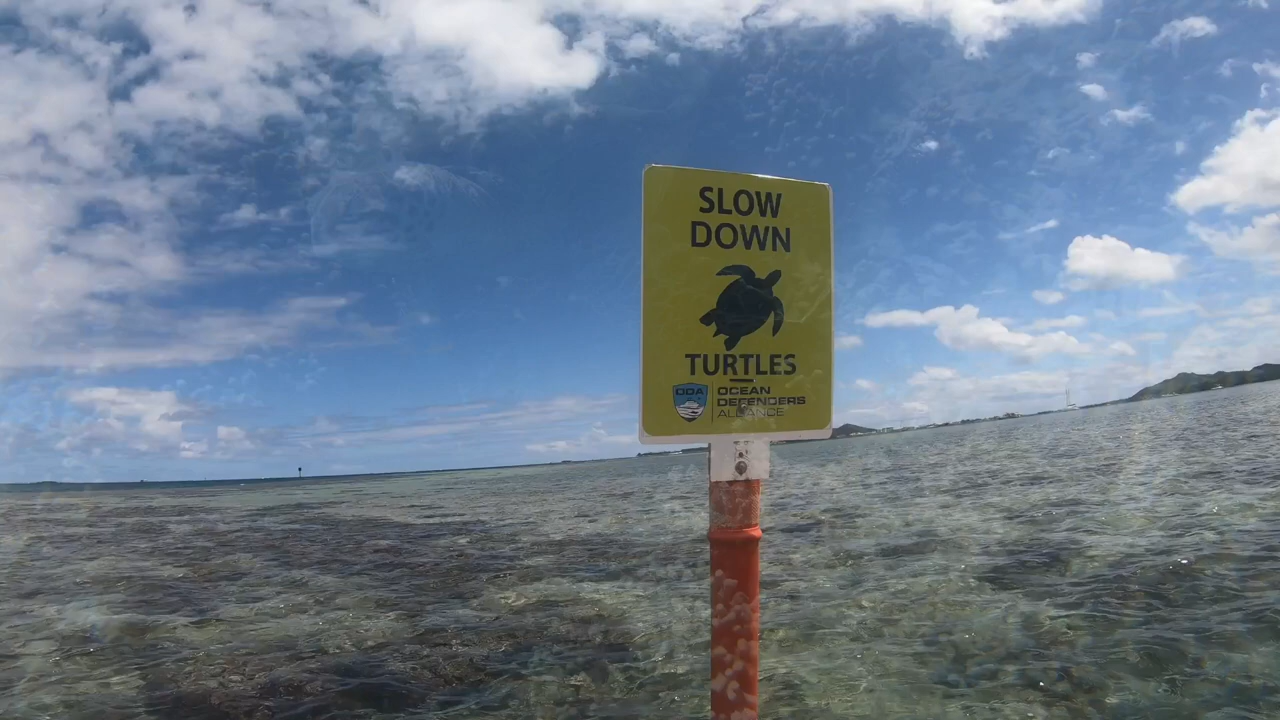 SLOW
DOWN
TURTLES
ODA
OCEAN
DEFENDERS
ALLIANCE